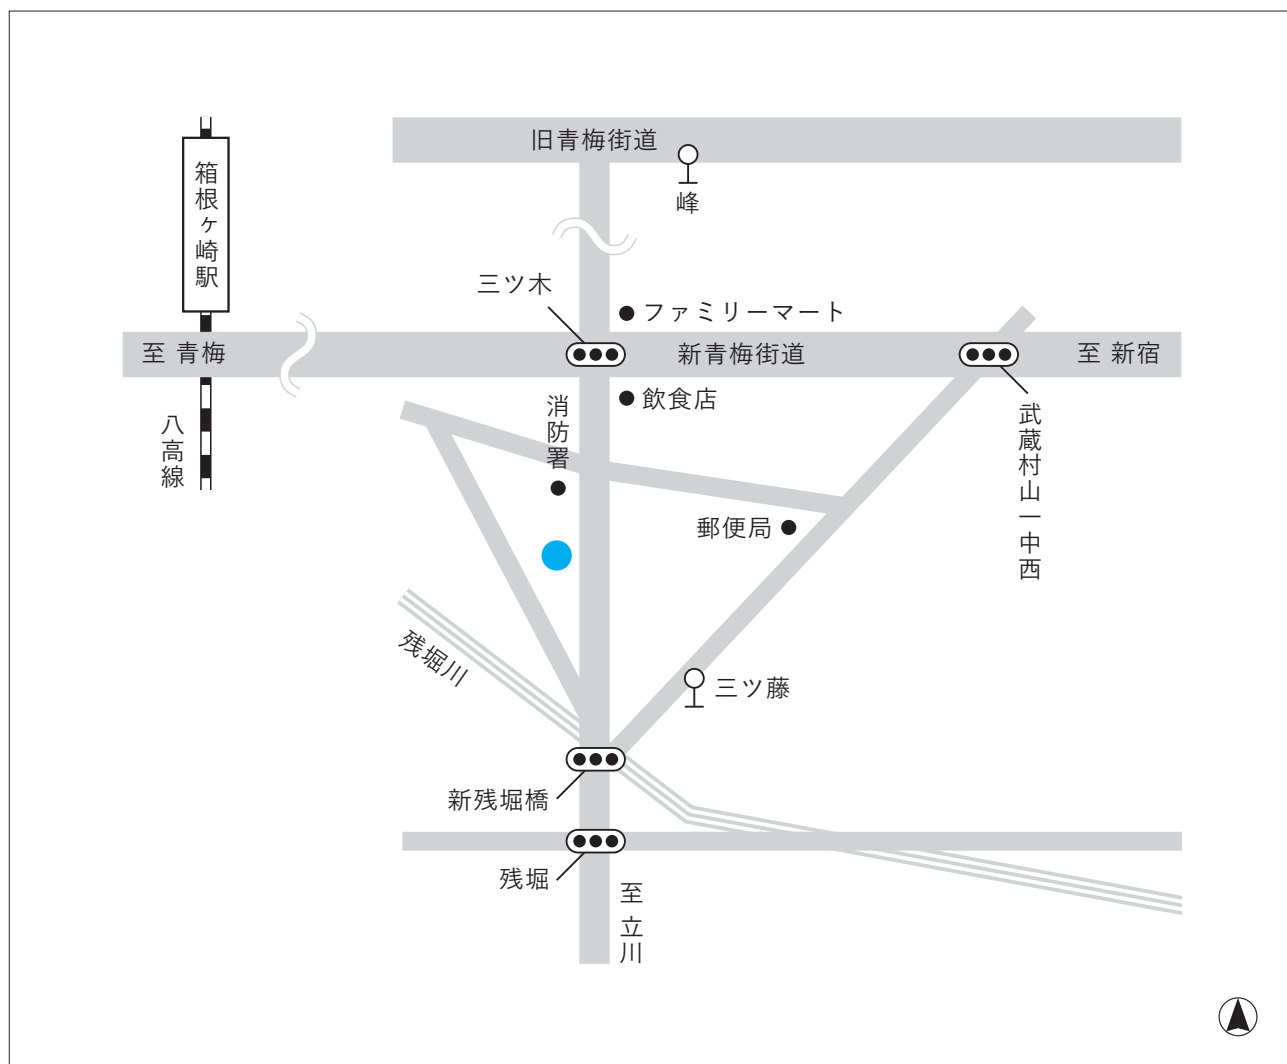 旧青梅街道
峰
箱根ヶ崎駅
三ツ木
ファミリーマート
至 青梅
新青梅街道
至 新宿
飲食店
消防署
八高線
武蔵村山一中西
郵便局
残堀川
三ツ藤
新残堀橋
残堀
至 立川